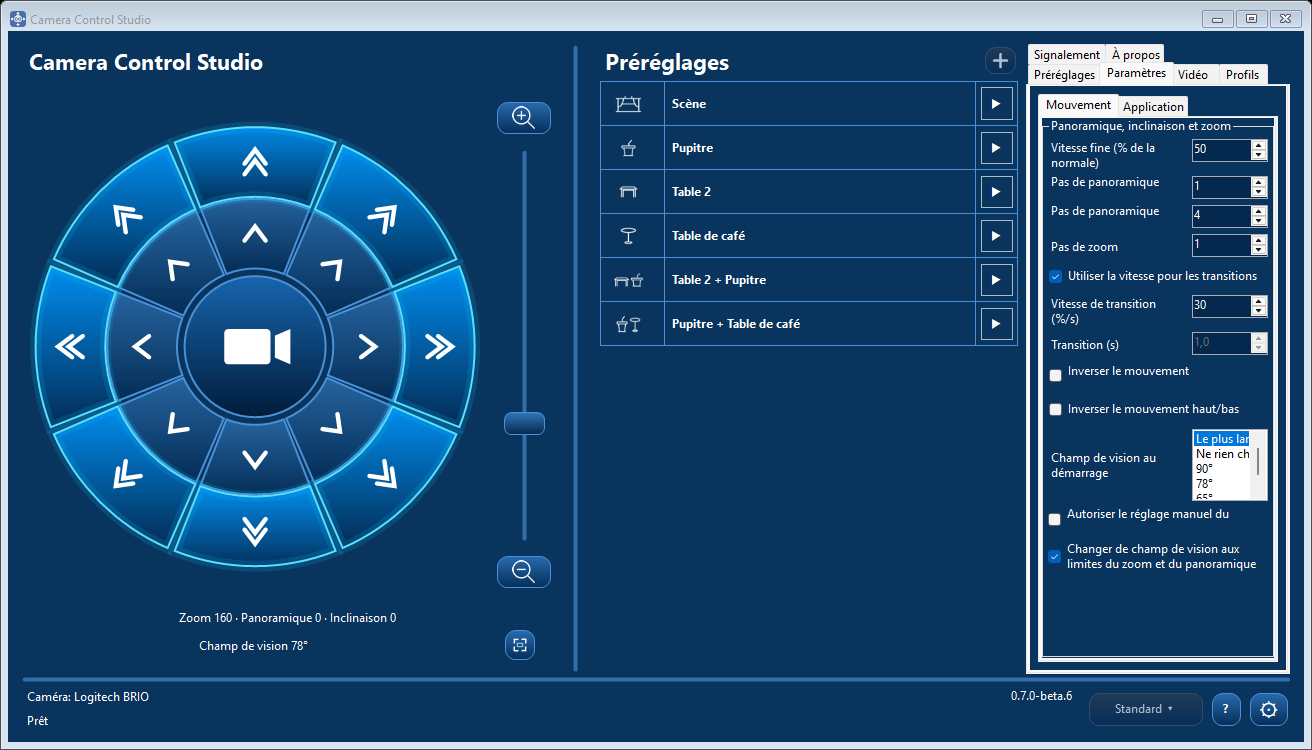 Camera Control Studio
Camera Control Studio
Zoom 160 · Panoramique 0 · Inclinaison 0
Champ de vision 78°
Préréglages
Scène
Pupitre
Table 2
Table de café
Table 2 + Pupitre
Pupitre + Table de café
Signalement
À propos
Préréglages
Paramètres
Vidéo
Profils
Mouvement
Application
Panoramique, inclinaison et zoom
Vitesse fine (% de la
normale)
50
Pas de panoramique
1
Pas de panoramique
4
Pas de zoom
1
Utiliser la vitesse pour les transitions
Vitesse de transition
(%/s)
30
Transition (s)
1,0
Inverser le mouvement
Inverser le mouvement haut/bas
Champ de vision au
démarrage
Le plus lar
Ne rien ch
90°
78°
65°
Autoriser le réglage manuel du
Changer de champ de vision aux
limites du zoom et du panoramique
Caméra: Logitech BRIO
Prêt
0.7.0-beta.6
Standard
?